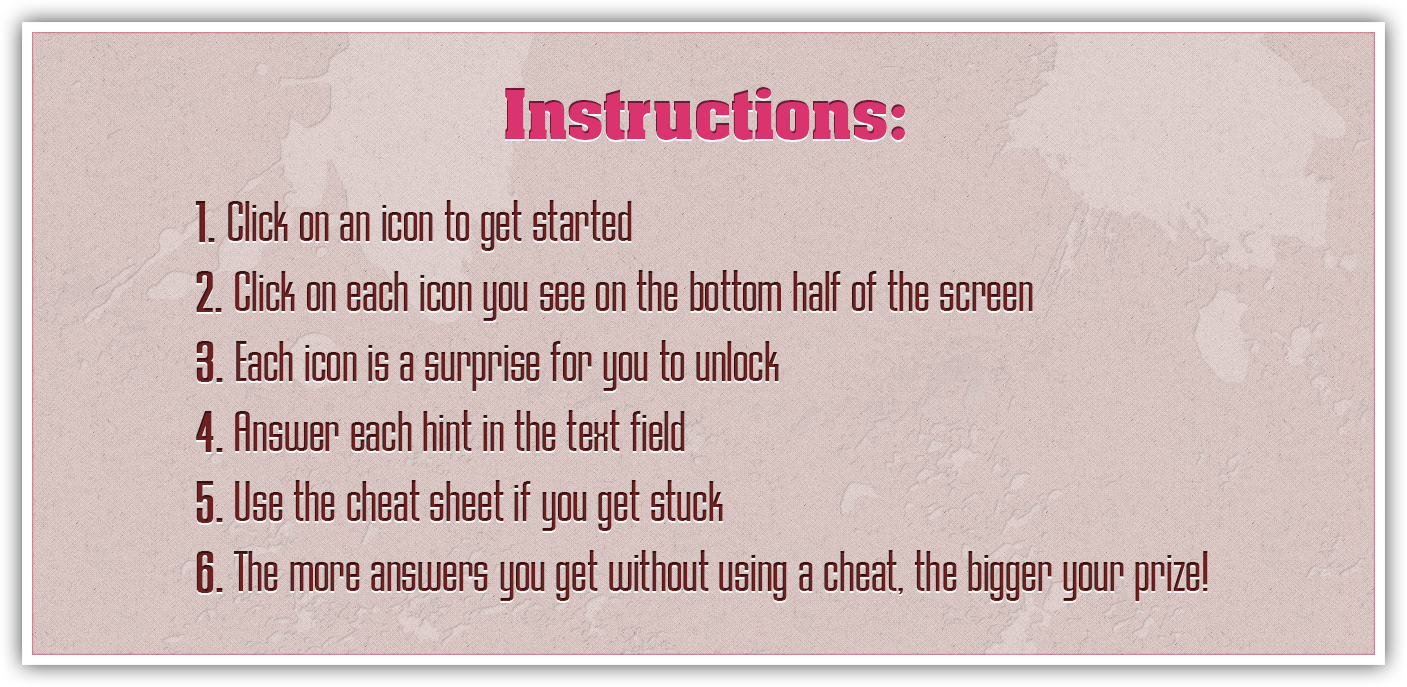 Instructions:
1. Click on an icon to get started
2. Click on each icon you see on the bottom half of the screen
3. Each icon is a surprise for you to unlock
4. Answer each hint in the text field
5. Use the cheat sheet if you get stuck
6. The more answers you get without using a cheat, the bigger your prize!